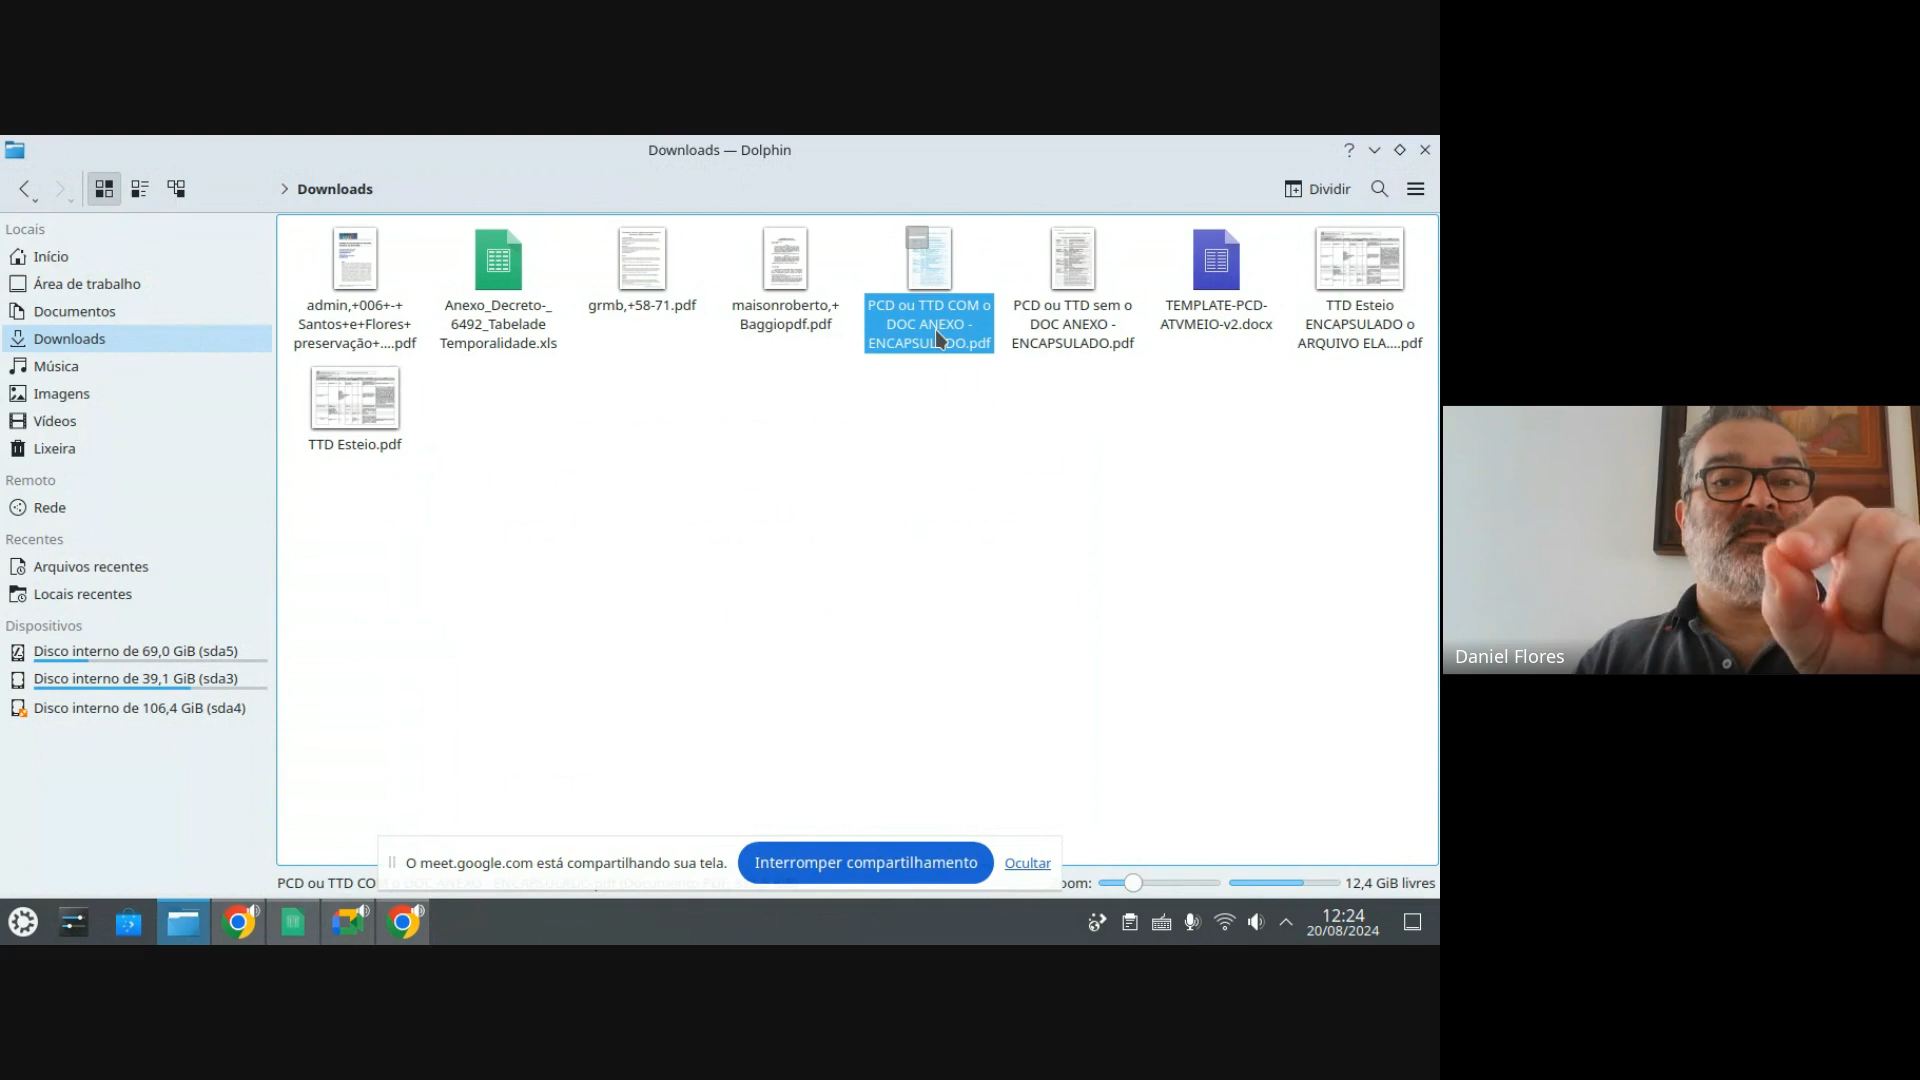 Downloads — Dolphin
Downloads
Dividir
Locais
Início
Área de trabalho
Documentos
Downloads
Música
Imagens
Vídeos
Lixeira
Remoto
Rede
Recentes
Arquivos recentes
Locais recentes
Dispositivos
Disco interno de 69,0 GiB (sda5)
Disco interno de 39,1 GiB (sda3)
Disco interno de 106,4 GiB (sda4)
admin,+006+-+
Santos+e+Flores+
preservação+....pdf
Anexo_Decreto-_
6492_Tabelade
Temporalidade.xls
grmb,+58-71.pdf
maisonroberto,+
Baggiopdf.pdf
PCD ou TTD COM o
DOC ANEXO -
ENCAPSULADO.pdf
PCD ou TTD sem o
DOC ANEXO -
ENCAPSULADO.pdf
TEMPLATE-PCD-
ATVMEIO-v2.docx
TTD Esteio
ENCAPSULADO o
ARQUIVO ELA....pdf
TTD Esteio.pdf
O meet.google.com está compartilhando sua tela.
Interromper compartilhamento
Ocultar
PCD ou TTD CO
oom:
12,4 GiB livres
12:24
20/08/2024
Daniel Flores